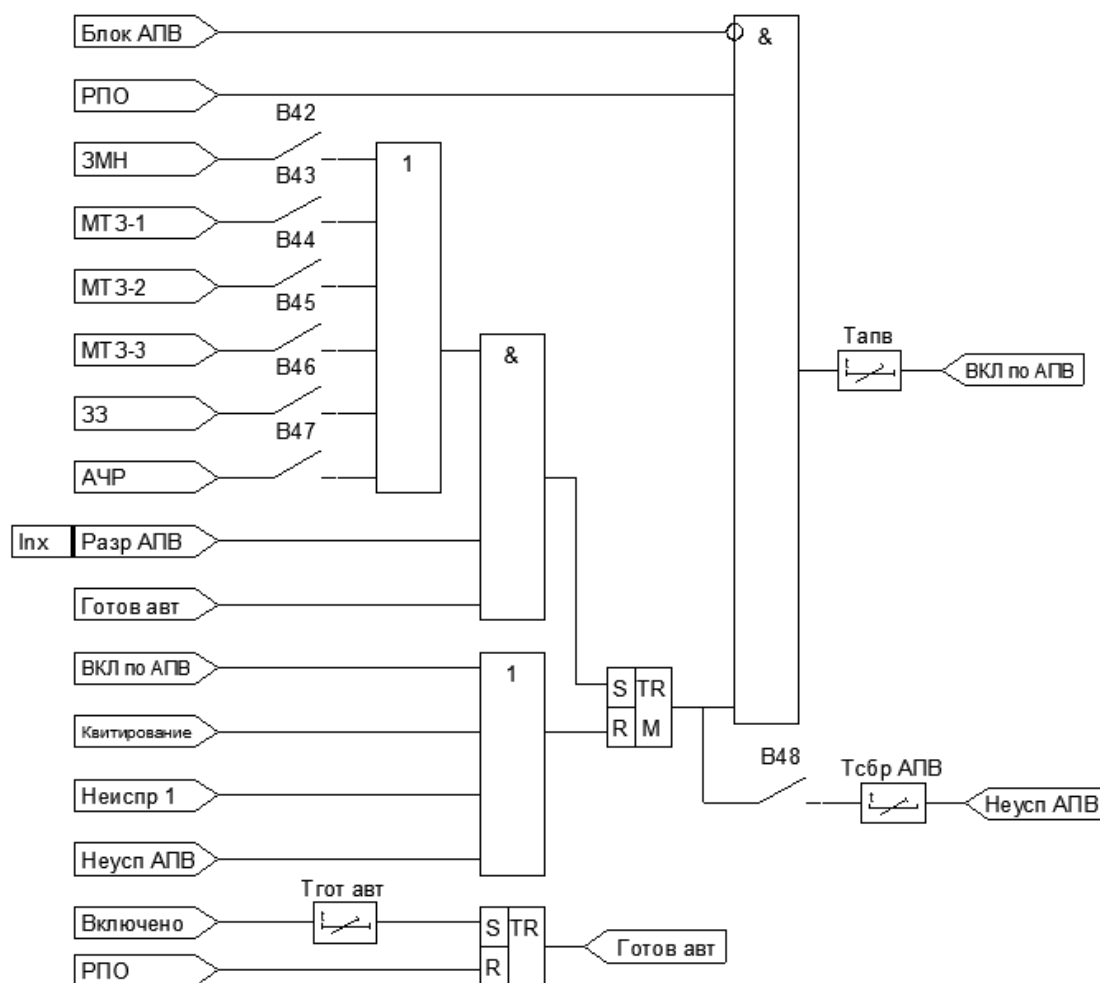 Блок АПВ
&
РПО
В42
ЗМН
1
В43
МТЗ-1
В44
МТЗ-2
В45
МТЗ-3
&
Тапв
ВКЛ по АПВ
В46
ЗЗ
В47
АЧР
Inx
Разр АПВ
Готов авт
ВКЛ по АПВ
1
S TR
Квитирование
R M
В48
Тсбр АПВ
Неиспр 1
Неусп АПВ
Неусп АПВ
Тгот авт
Включено
S TR
Готов авт
РПО
R
t
t
t